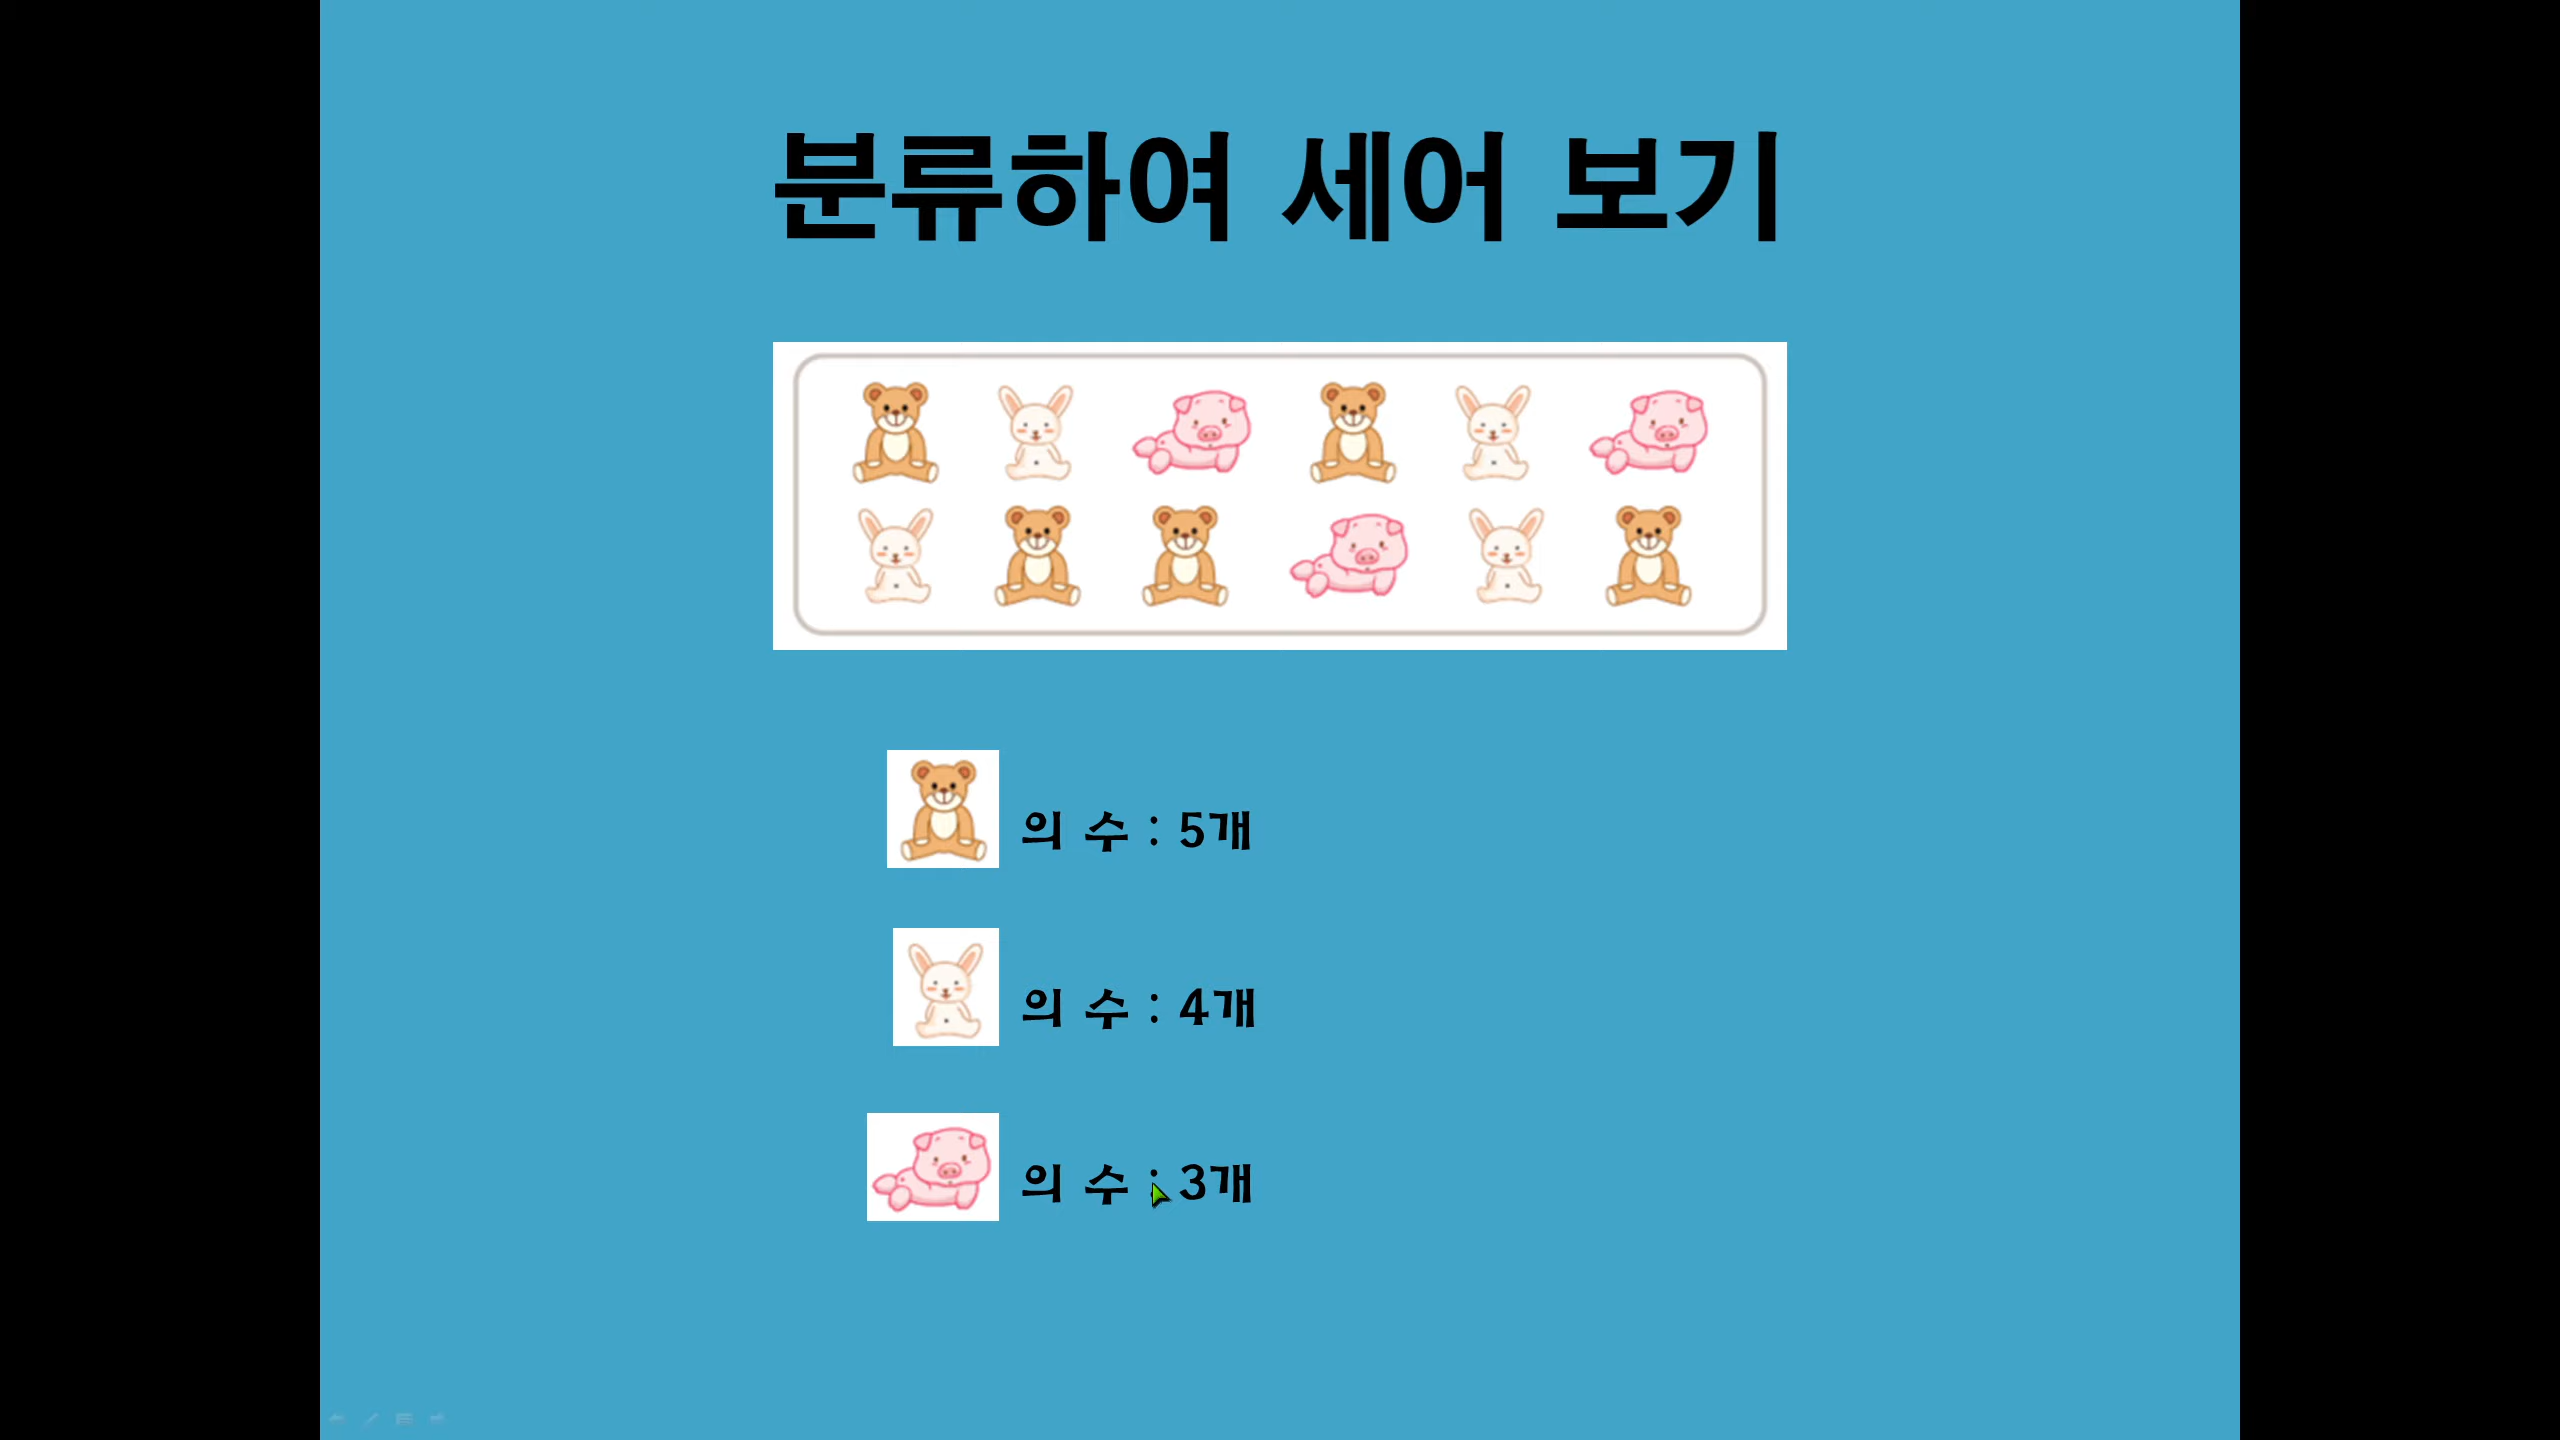 분류하여 세어 보기
의 수 : 5개
의 수 : 4개
의 수 : 3개